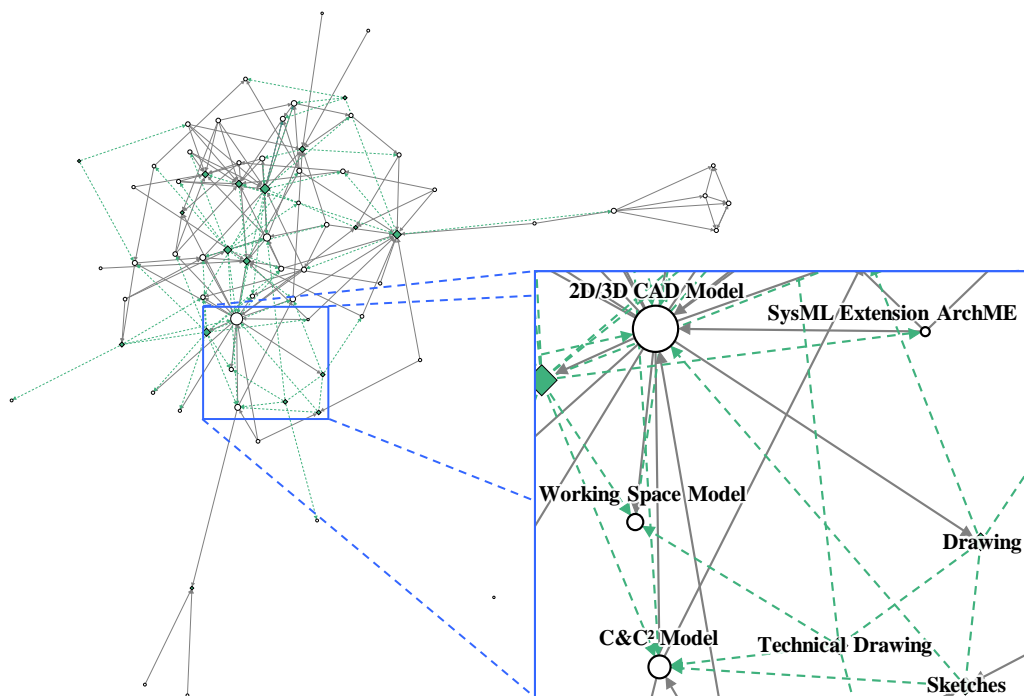 2D/3D CAD Model
SysML Extension ArchME
Working Space Model
Drawing
C&C² Model
Technical Drawing
Sketches